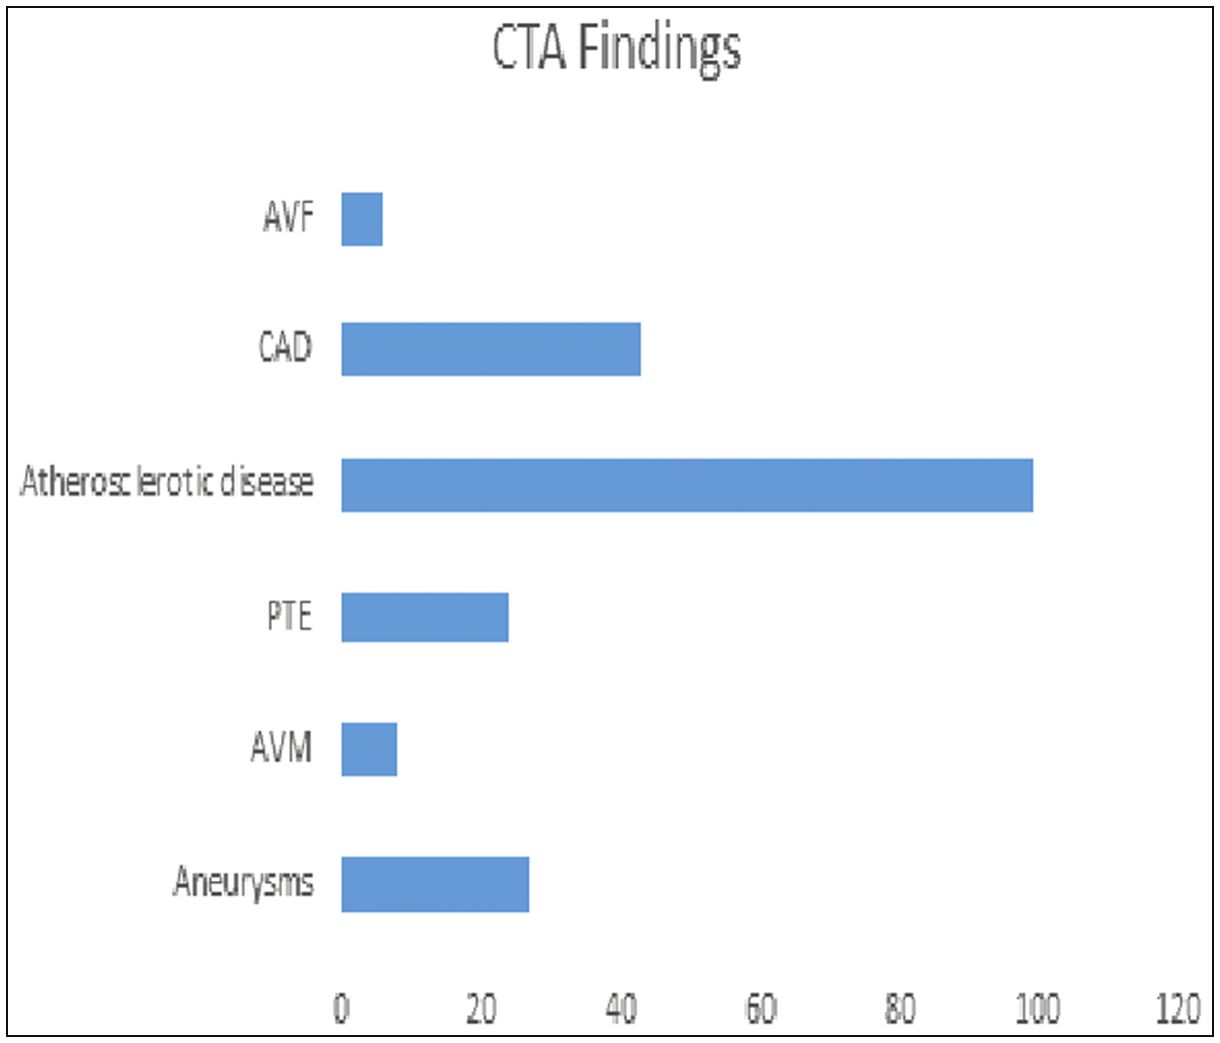 CTA Findings
AVF
CAD
Atherosclerotic disease
PTE
AVM
Aneurysms
0 20 40 60 80 100 120